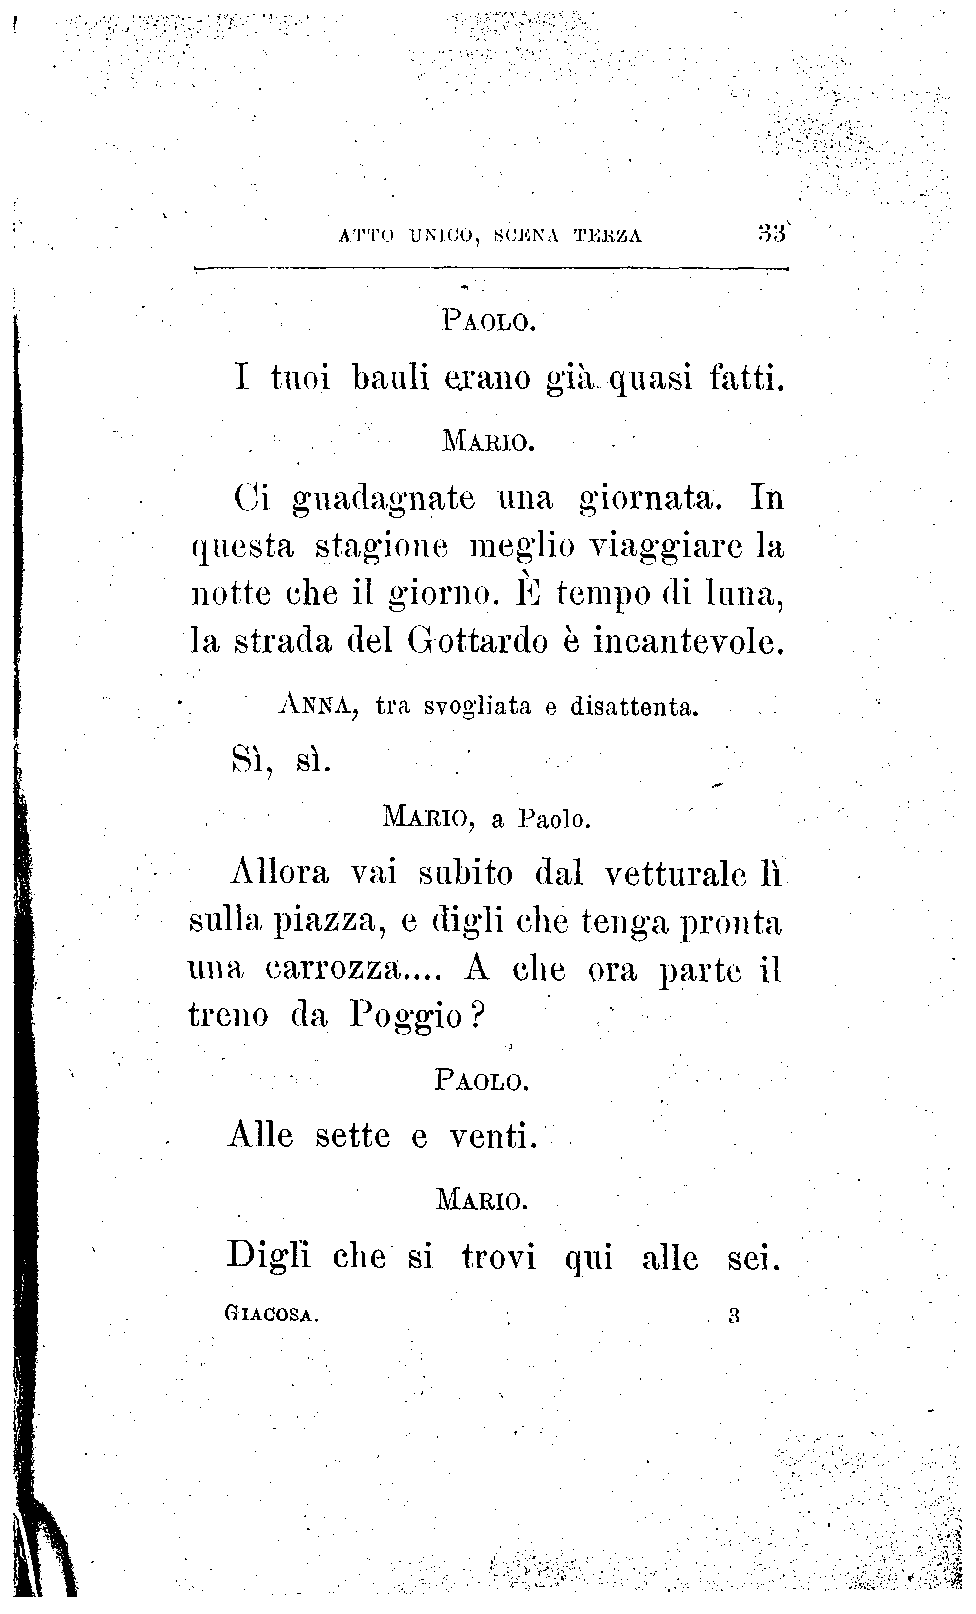 ATTO UNICO, SCENA TERZA 33
PAOLO.
I tuoi bauli erano già quasi fatti.
MARIO.
Ci guadagnate una giornata. In
questa stagione meglio viaggiare la
notte che il giorno. È tempo di luna,
la strada del Gottardo è incantevole.
ANNA, tra svogliata e disattenta.
Sì, sì.
MARIO, a Paolo.
Allora vai subito dal vetturale lì
sulla piazza, e digli che tenga pronta
una carrozza.... A che ora parte il
treno da Poggio?
PAOLO.
Alle sette e venti.
MARIO.
Digli che si trovi qui alle sei.
GIACOSA. 3